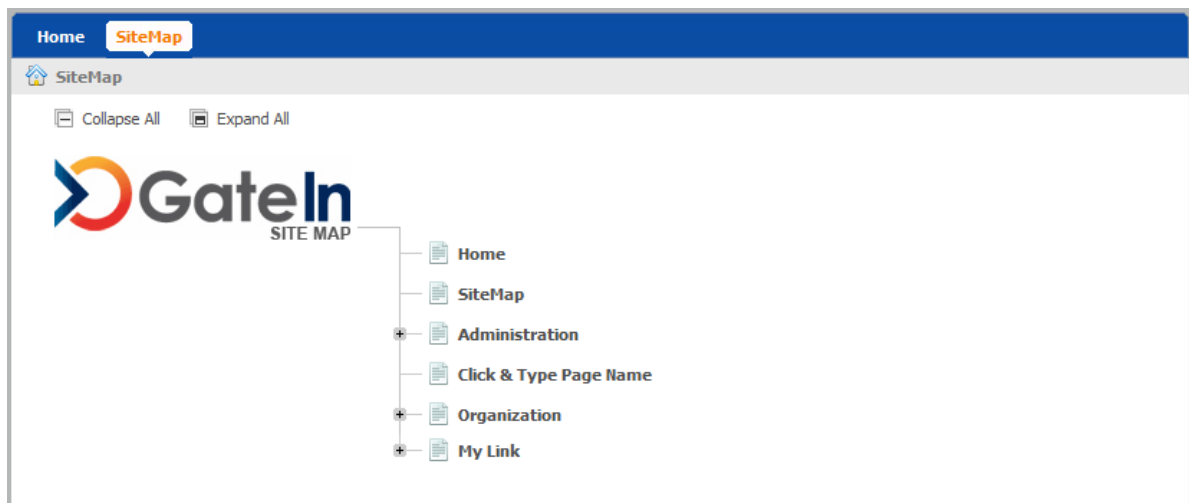 Home SiteMap
SiteMap
Collapse All Expand All
GateIn
SITE MAP
Home
SiteMap
Administration
Click & Type Page Name
Organization
My Link